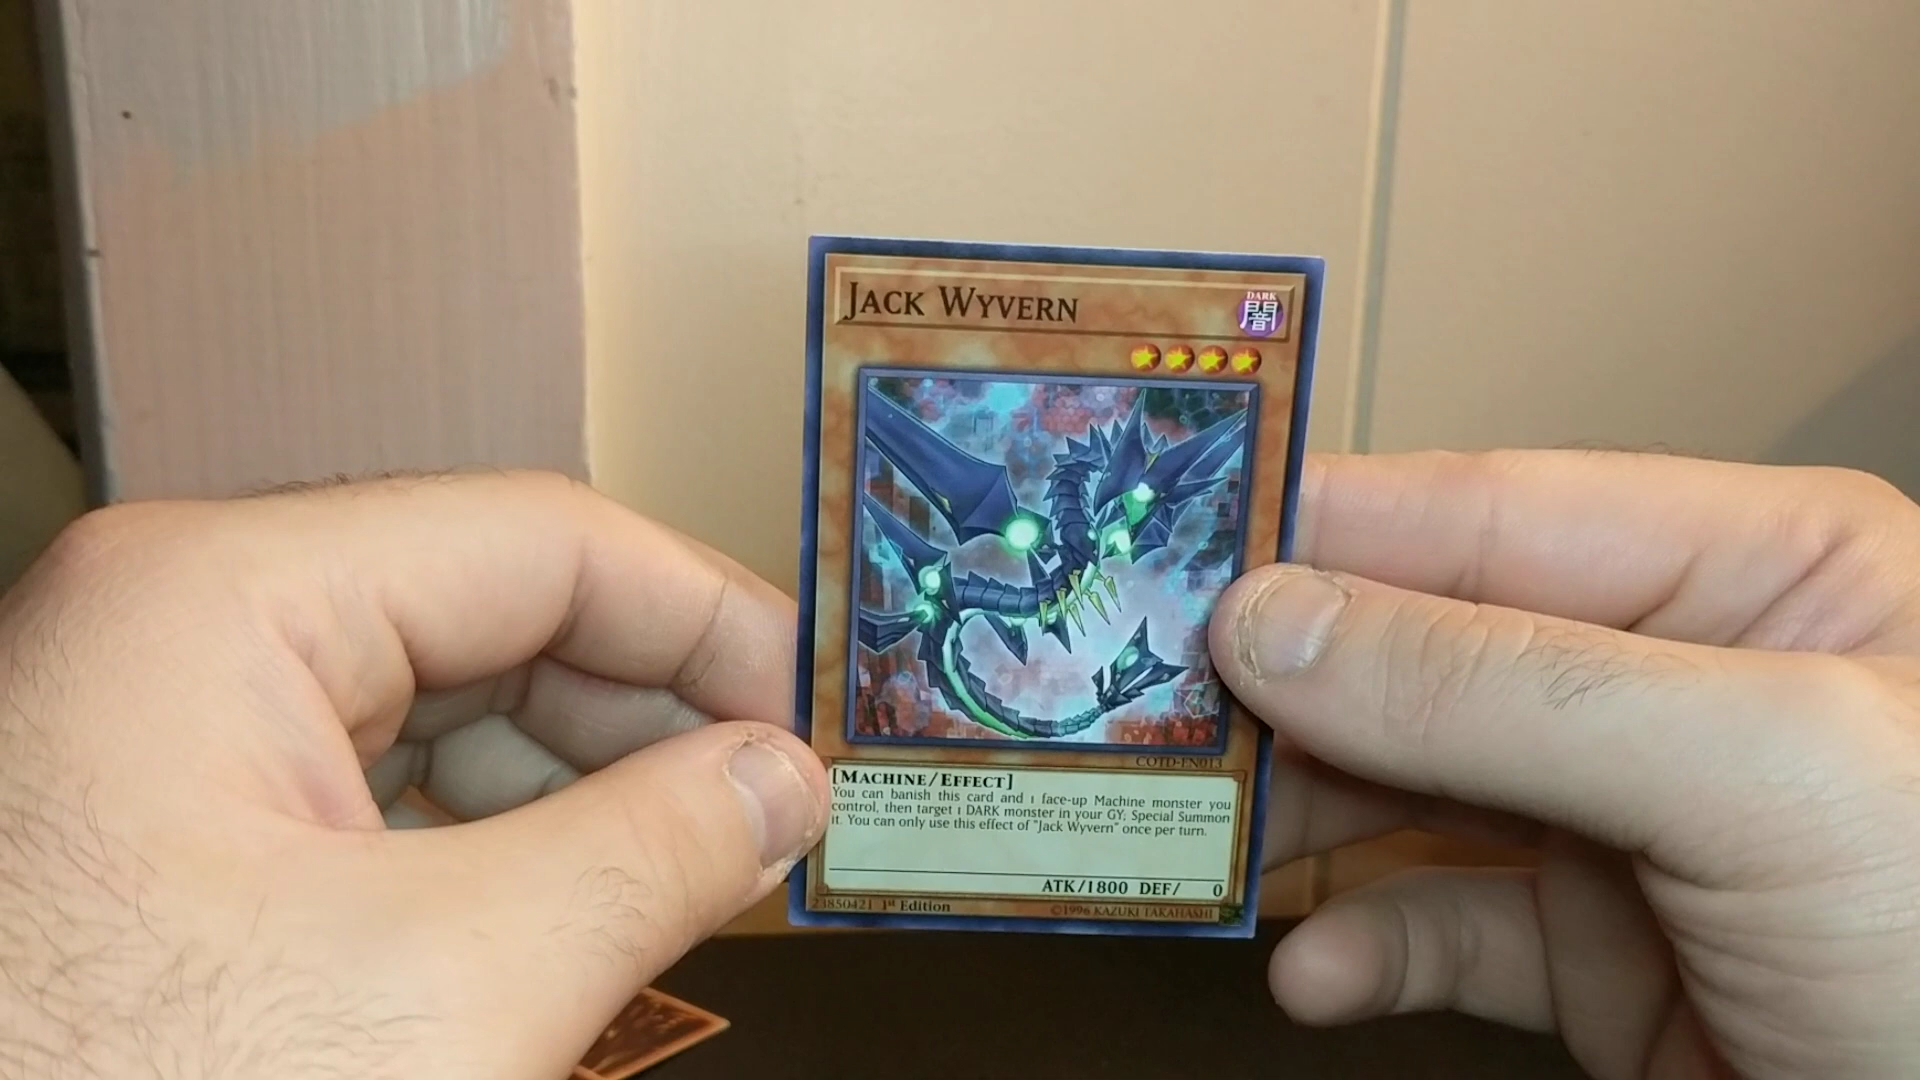 JACK WYVERN
DARK
闇
COTD-EN013
[MACHINE/EFFECT]
You can banish this card and 1 face-up Machine monster you
control, then target 1 DARK monster in your GY; Special Summon
it. You can only use this effect of "Jack Wyvern" once per turn.
ATK/1800 DEF/ 0
23850421 1st Edition ©1996 KAZUKI TAKAHASHI